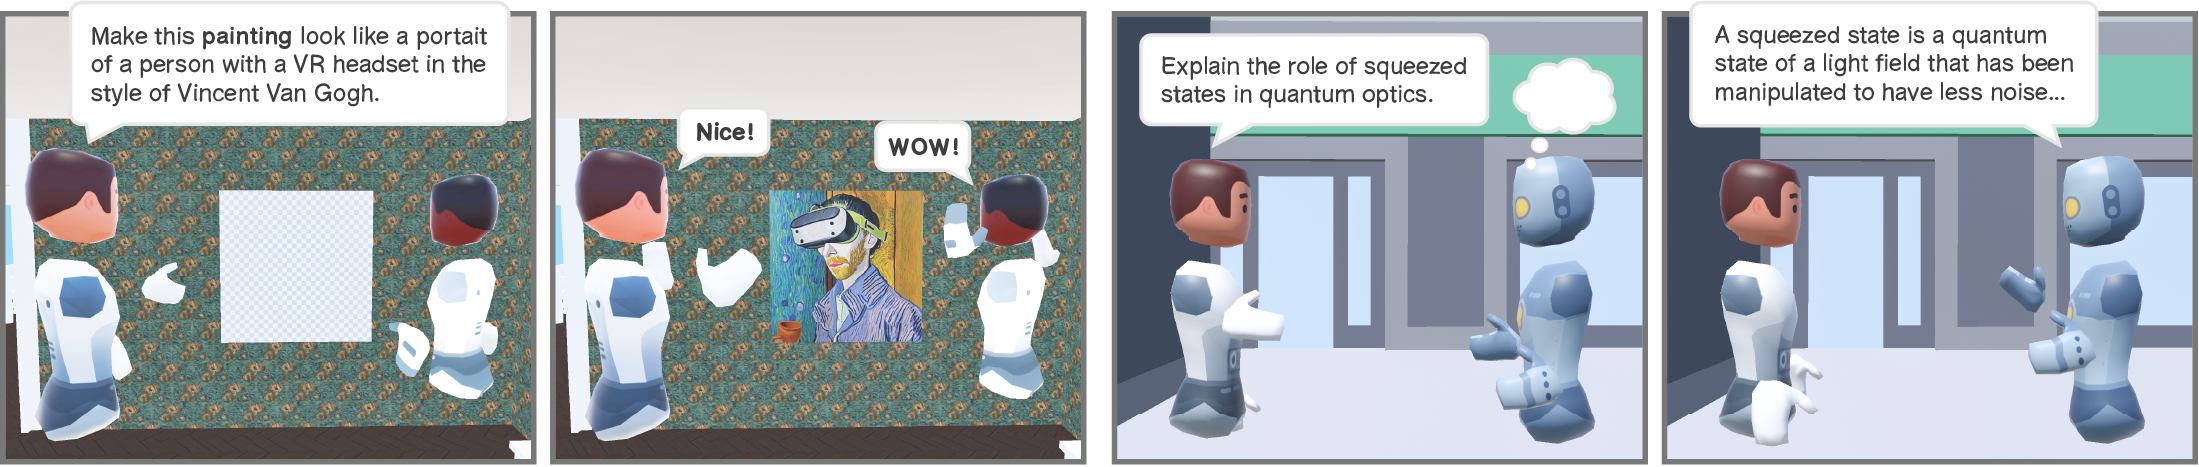 Make this painting look like a portait
of a person with a VR headset in the
style of Vincent Van Gogh.
Nice!
WOW!
Explain the role of squeezed
states in quantum optics.
A squeezed state is a quantum
state of a light field that has been
manipulated to have less noise...